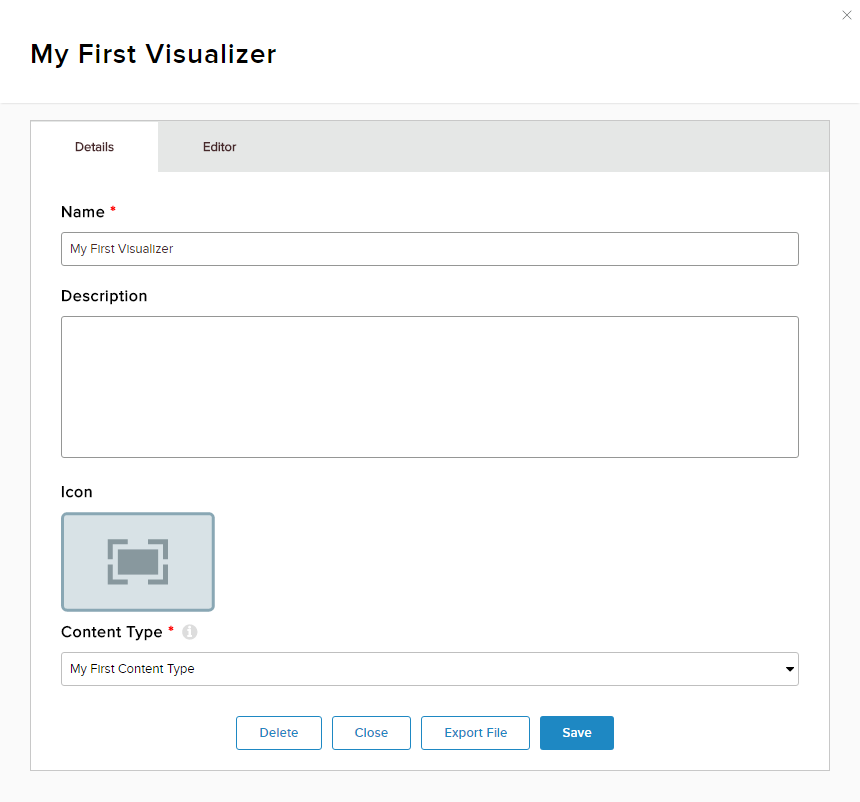 My First Visualizer
Details Editor
Name *
My First Visualizer
Description
Icon
Content Type *
My First Content Type
Delete Close Export File Save